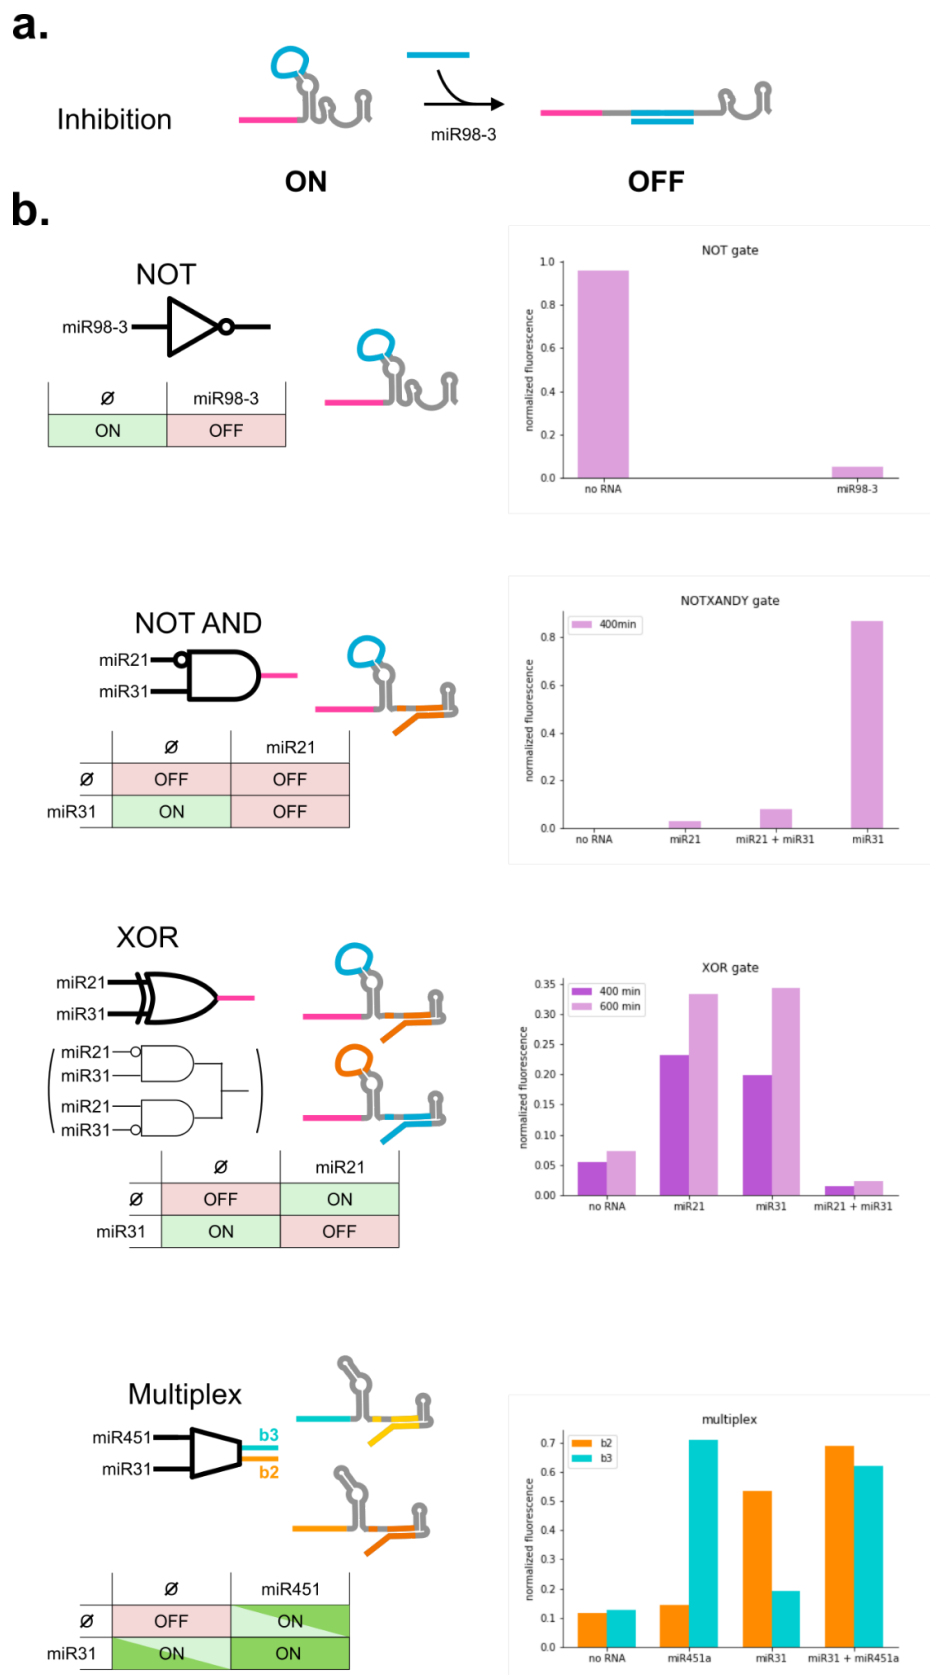 a.
Inhibition
miR98-3
ON
OFF
b.
NOT
miR98-3
Ø
miR98-3
ON
OFF
NOT gate
normalized fluorescence
1.0
0.8
0.6
0.4
0.2
0.0
no RNA
miR98-3
NOT AND
miR21
miR31
Ø
miR21
Ø
OFF
OFF
miR31
ON
OFF
NOTXANDY gate
400min
normalized fluorescence
0.8
0.6
0.4
0.2
0.0
no RNA
miR21
miR21 + miR31
miR31
XOR
miR21
miR31
miR21
miR31
miR21
miR31
Ø
miR21
Ø
OFF
ON
miR31
ON
OFF
XOR gate
400 min
600 min
normalized fluorescence
0.35
0.30
0.25
0.20
0.15
0.10
0.05
0.00
no RNA
miR21
miR31
miR21 + miR31
Multiplex
miR451
miR31
b3
b2
Ø
miR451
Ø
OFF
ON
miR31
ON
ON
multiplex
b2
b3
normalized fluorescence
0.7
0.6
0.5
0.4
0.3
0.2
0.1
0.0
no RNA
miR451a
miR31
miR31 + miR451a